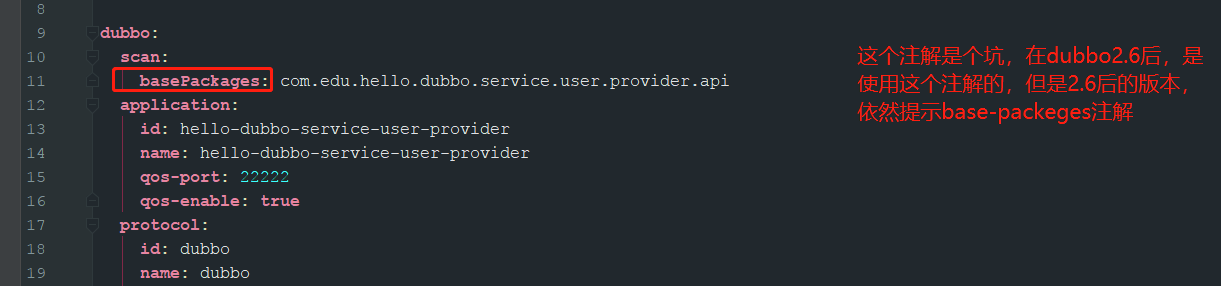 8
9 dubbo:
10 scan:
11 basePackages: com.edu.hello.dubbo.service.user.provider.api
12 application:
13 id: hello-dubbo-service-user-provider
14 name: hello-dubbo-service-user-provider
15 qos-port: 22222
16 qos-enable: true
17 protocol:
18 id: dubbo
19 name: dubbo
这个注解是个坑，在dubbo2.6后，是
使用这个注解的，但是2.6后的版本，
依然提示base-packeges注解